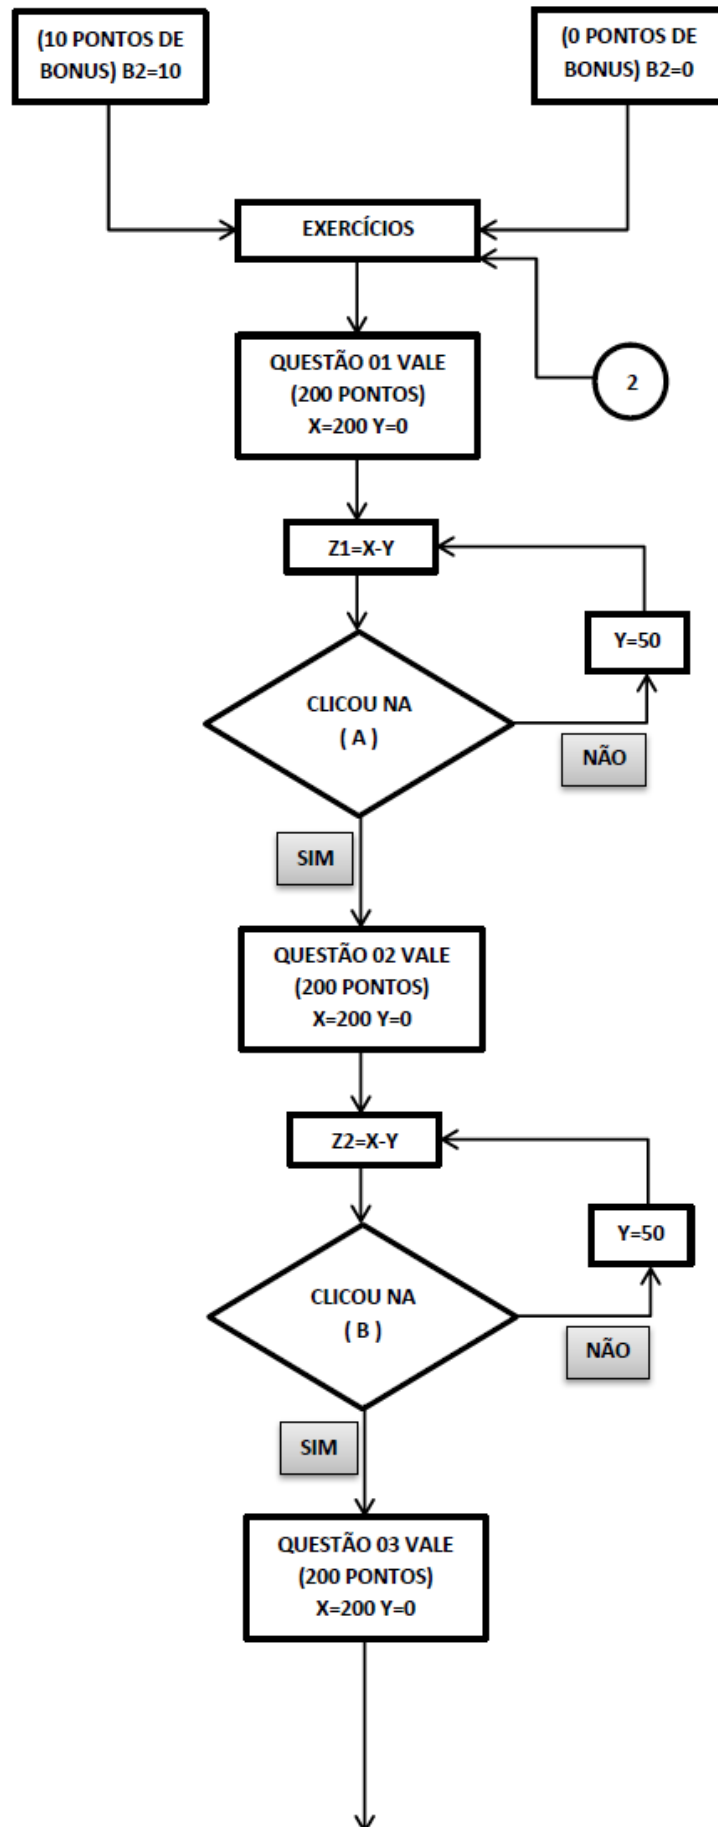 (10 PONTOS DE
BONUS) B2=10
(0 PONTOS DE
BONUS) B2=0
EXERCÍCIOS
QUESTÃO 01 VALE
(200 PONTOS)
X=200 Y=0
2
Z1=X-Y
Y=50
CLICOU NA
( A )
NÃO
SIM
QUESTÃO 02 VALE
(200 PONTOS)
X=200 Y=0
Z2=X-Y
Y=50
CLICOU NA
( B )
NÃO
SIM
QUESTÃO 03 VALE
(200 PONTOS)
X=200 Y=0